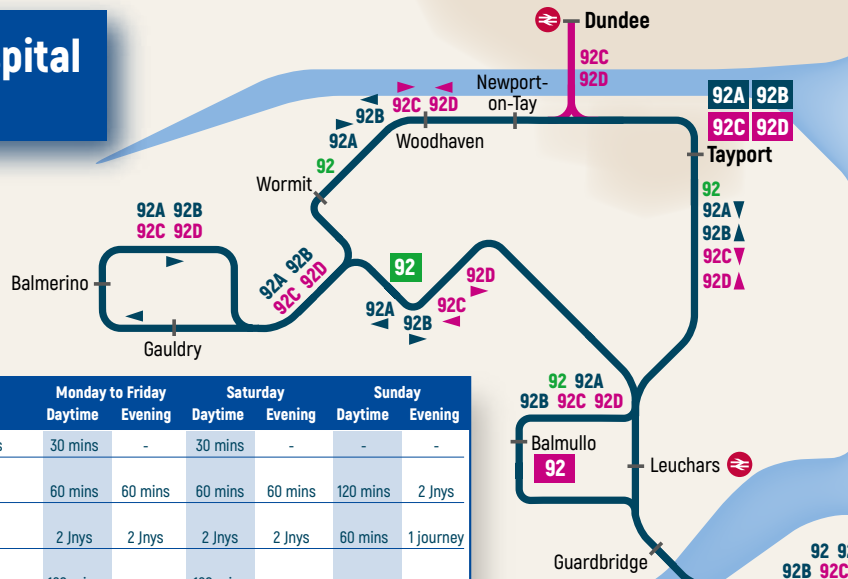 Dundee
92C
92D
Newport-
on-Tay
92A 92B
92C 92D
Tayport
92C 92D
Woodhaven
92B
92A
92
Wormit
92
92A
92B
92C
92D
92A 92B
92C 92D
Balmerino
Gauldry
92A 92B
92C 92D
92
92A
92B
92C
92D
92 92A
92B 92C 92D
Balmullo
92
Leuchars
Guardbridge
Monday to Friday Saturday Sunday
Daytime Evening Daytime Evening Daytime Evening
30 mins - 30 mins - - -
60 mins 60 mins 60 mins 60 mins 120 mins 2 Jnys
2 Jnys 2 Jnys 2 Jnys 2 Jnys 60 mins 1 journey
92
92B 92C